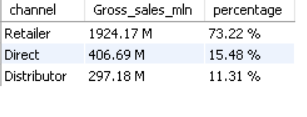 channel Gross_sales_mln percentage
Retailer 1924.17 M 73.22 %
Direct 406.69 M 15.48 %
Distributor 297.18 M 11.31 %